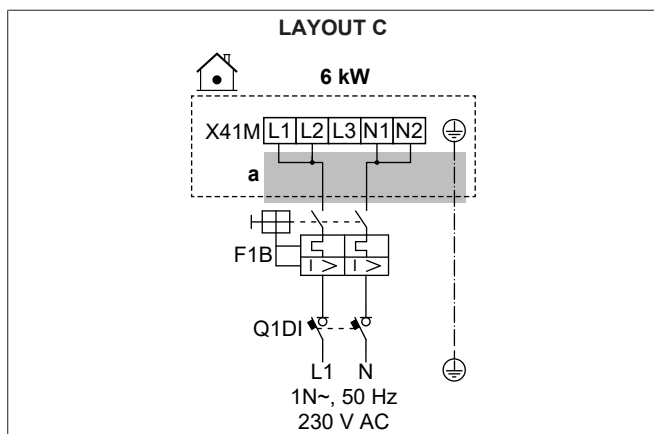 LAYOUT C
6 kW
X41M L1 L2 L3 N1 N2
a
F1B
I > I >
Q1DI
L1 N
1N~, 50 Hz
230 V AC